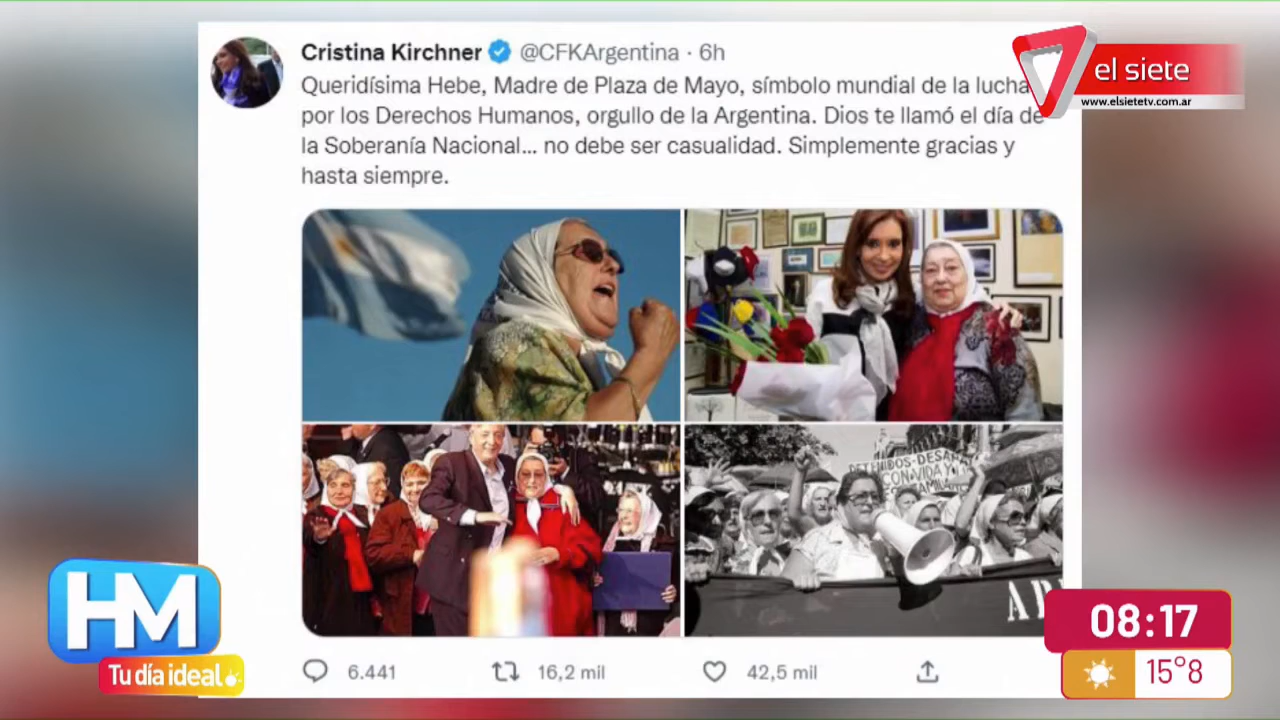 Cristina Kirchner @CFKArgentina · 6h
Queridísima Hebe, Madre de Plaza de Mayo, símbolo mundial de la lucha
por los Derechos Humanos, orgullo de la Argentina. Dios te llamó el día de
la Soberanía Nacional... no debe ser casualidad. Simplemente gracias y
hasta siempre.
el siete
www.elsietetv.com.ar
CON VIDA Y
6.441
16,2 mil
42,5 mil
HM
Tu día ideal
08:17
15°8